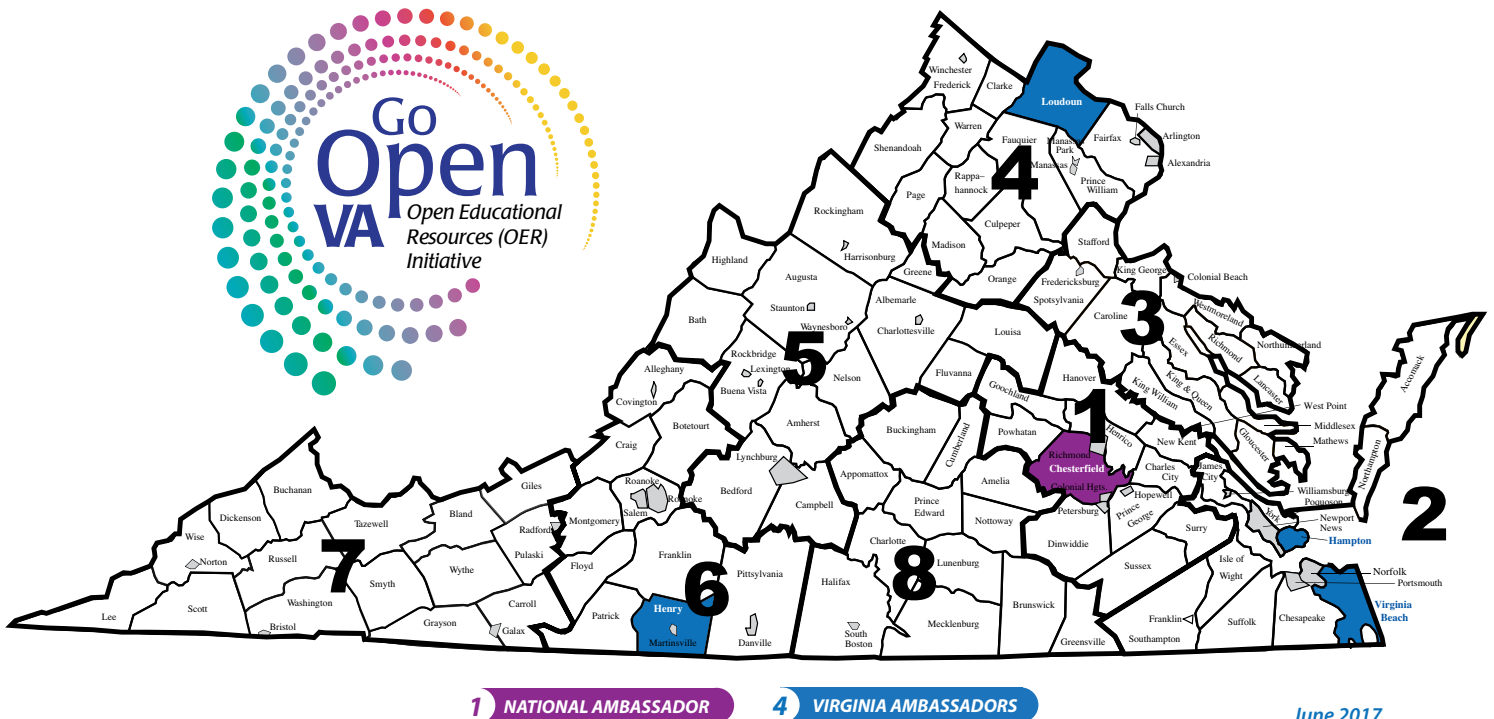 Go
Open
VA
Open Educational
Resources (OER)
Initiative
Winchester
Frederick
Clarke
Loudoun
Falls Church
Arlington
Alexandria
Fairfax
Warren
Fauquier
Manassas
Park
Manassas
Prince
William
Shenandoah
4
Rappa–
hannock
Page
Culpeper
Madison
Rockingham
Harrisonburg
Greene
Orange
Stafford
King George
Colonial Beach
Fredericksburg
Spotsylvania
Caroline
3
Westmoreland
Richmond
Northumberland
Essex
Lancaster
King & Queen
King William
Highland
Augusta
Staunton
Waynesboro
Albemarle
Charlottesville
Louisa
Bath
Rockbridge
Lexington
Buena Vista
5
Nelson
Fluvanna
Goochland
Hanover
Alleghany
Covington
Botetourt
Amherst
Buckingham
Cumberland
Powhatan
1
Henrico
New Kent
West Point
Middlesex
Mathews
Gloucester
Accomack
Northampton
2
Craig
Lynchburg
Appomattox
Richmond
Chesterfield
Colonial Hgts.
Charles
City
James
City
Williamsburg
Poquoson
York
Newport
News
Hampton
Giles
Roanoke
Roanoke
Salem
Bedford
Campbell
Prince
Edward
Amelia
Petersburg
Hopewell
Prince
George
Surry
Buchanan
Dickenson
Wise
Norton
Russell
Tazewell
Bland
Radford
Montgomery
Pulaski
7
Wythe
Smyth
Floyd
Franklin
6
Pittsylvania
Halifax
Charlotte
8
Lunenburg
Nottoway
Dinwiddie
Sussex
Isle of
Wight
Norfolk
Portsmouth
Virginia
Beach
Lee
Scott
Washington
Bristol
Grayson
Carroll
Galax
Patrick
Henry
Martinsville
Danville
South
Boston
Mecklenburg
Brunswick
Greensville
Franklin
Southampton
Suffolk
Chesapeake
1 NATIONAL AMBASSADOR
4 VIRGINIA AMBASSADORS
June 2017